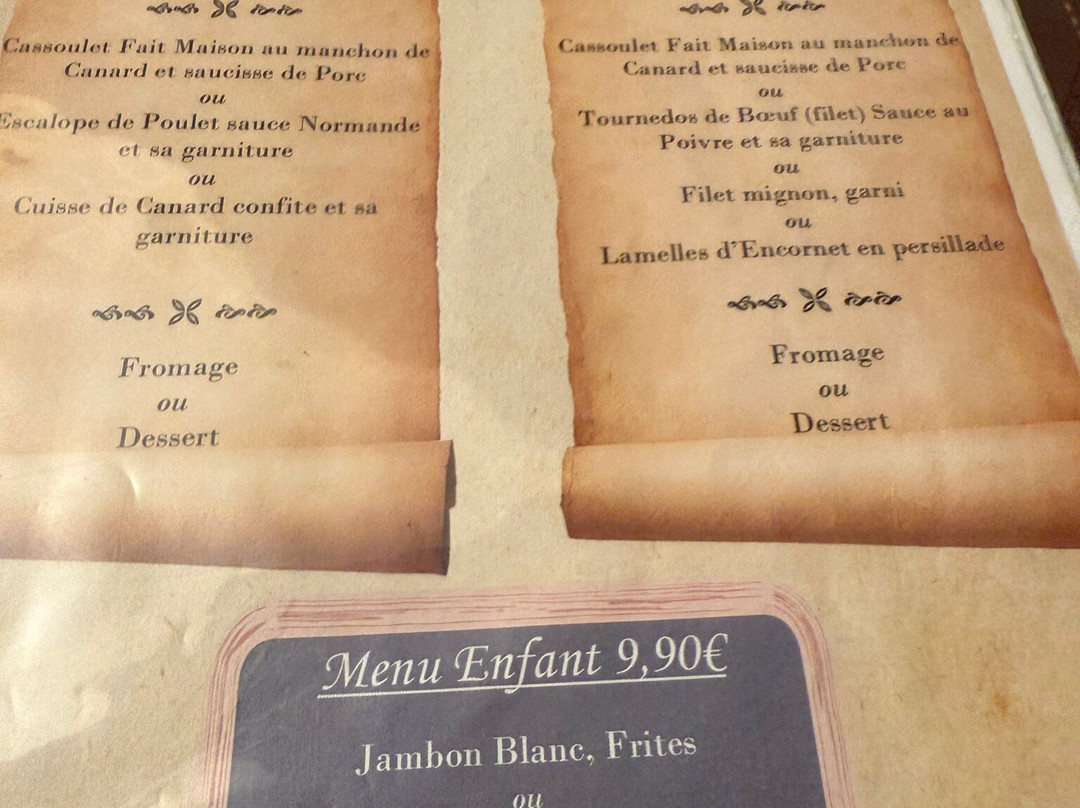 Cassoulet Fait Maison au manchon de
Canard et saucisse de Porc
ou
Escalope de Poulet sauce Normande
et sa garniture
ou
Cuisse de Canard confite et sa
garniture
Fromage
ou
Dessert
Cassoulet Fait Maison au manchon de
Canard et saucisse de Porc
ou
Tournedos de Bœuf (filet) Sauce au
Poivre et sa garniture
ou
Filet mignon, garni
ou
Lamelles d'Encornet en persillade
Fromage
ou
Dessert
Menu Enfant 9,90€
Jambon Blanc, Frites
ou